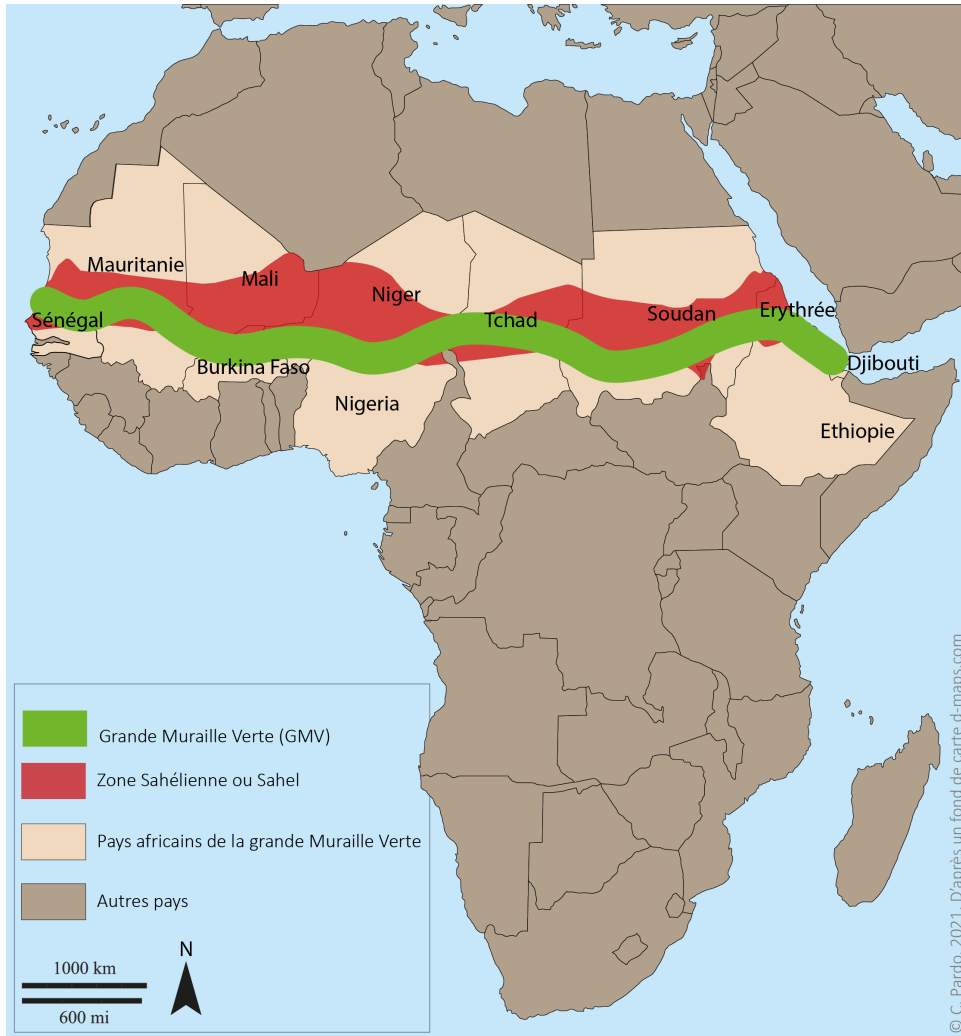 Mauritanie
Mali
Niger
Tchad
Soudan
Erythrée
Sénégal
Burkina Faso
Nigeria
Djibouti
Ethiopie
Grande Muraille Verte (GMV)
Zone Sahélienne ou Sahel
Pays africains de la grande Muraille Verte
Autres pays
1000 km
600 mi
N
© C. Pardo, 2021. D'après un fond de carte d-maps.com